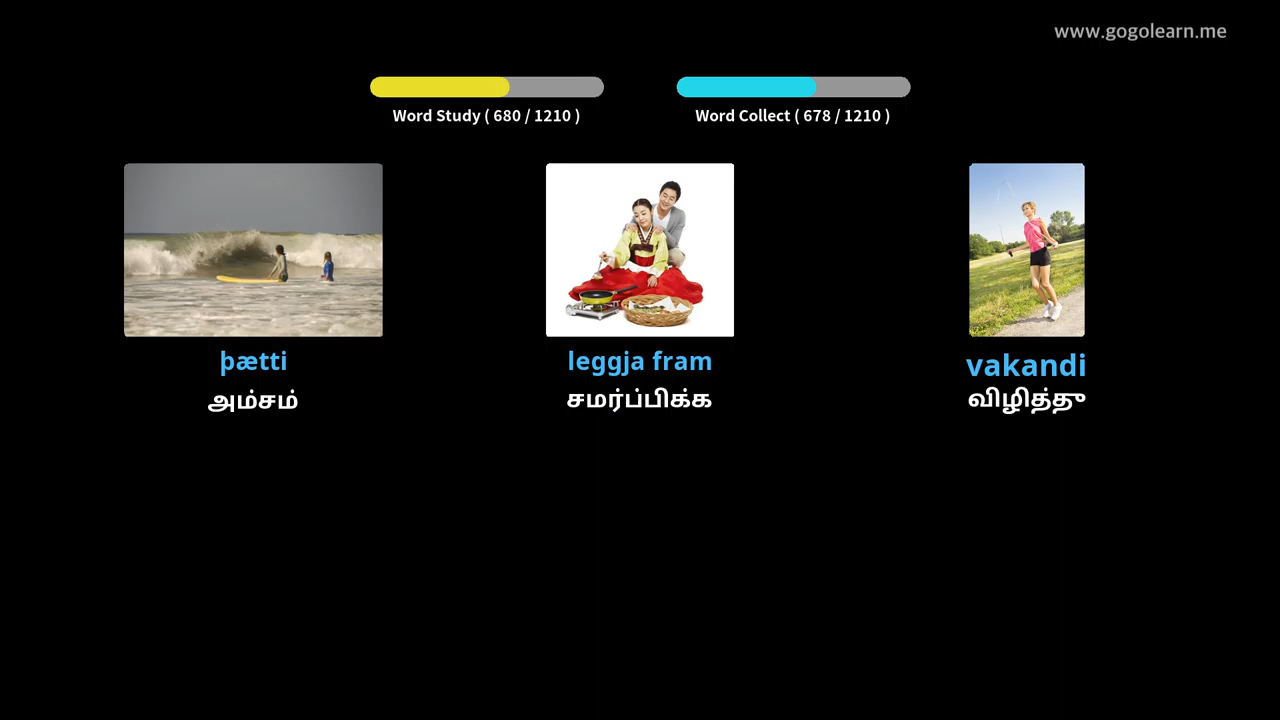 www.gogolearn.me
Word Study ( 680 / 1210 )
Word Collect ( 678 / 1210 )
þætti
அம்சம்
leggja fram
சமர்ப்பிக்க
vakandi
விழித்து